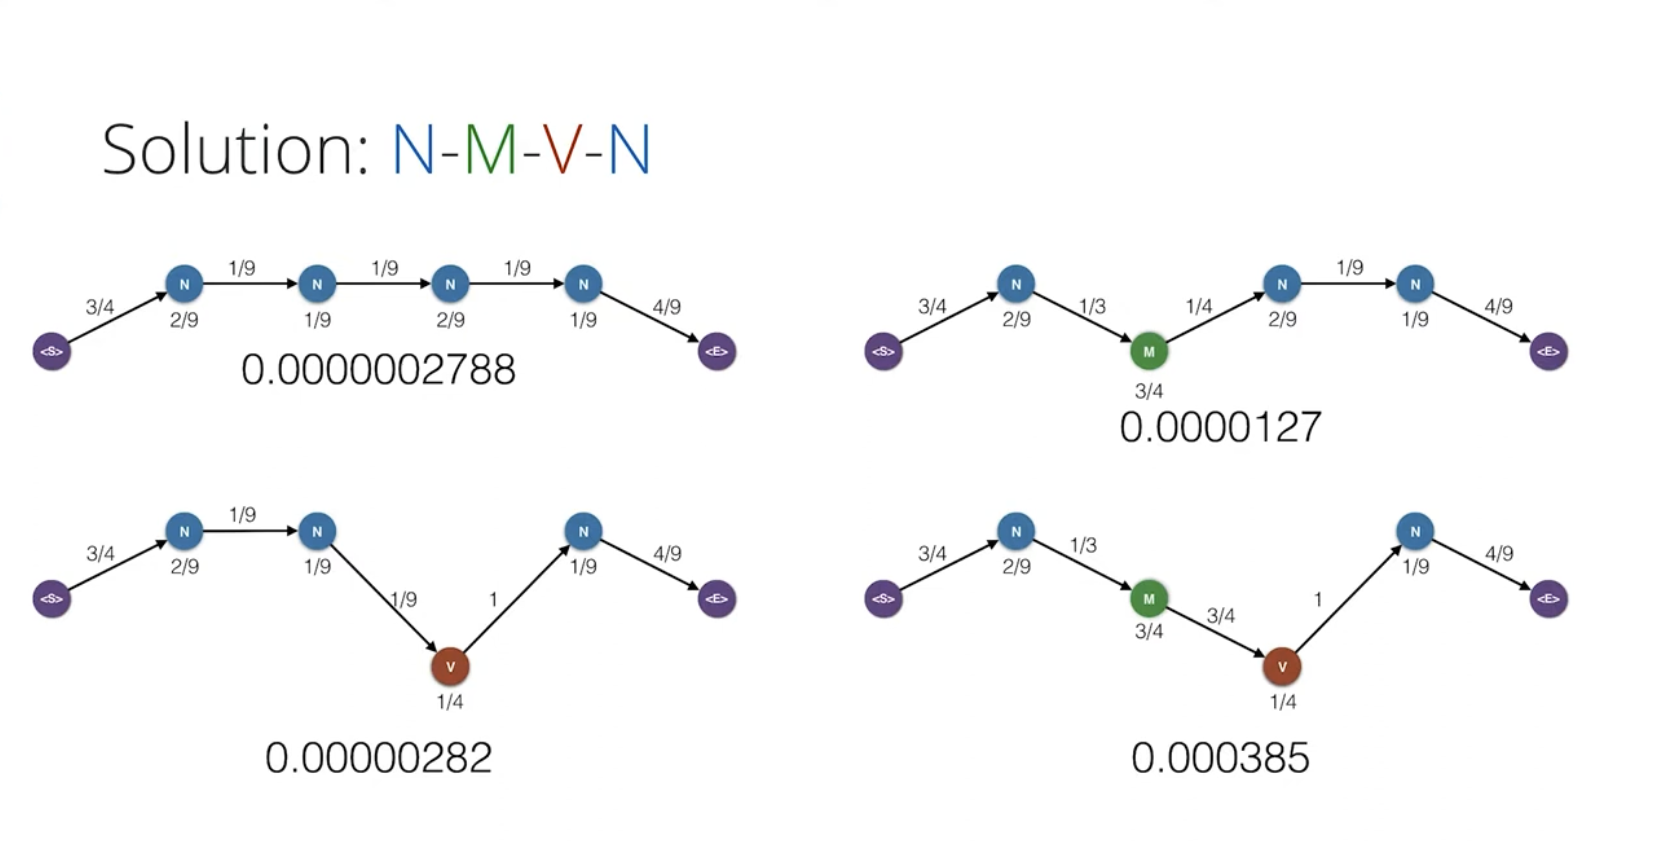 Solution: N-M-V-N
3/4 1/9 1/9 1/9 4/9
<S> N N N N <E>
2/9 1/9 2/9 1/9
0.0000002788
3/4 1/3 1/4 1/9 4/9
<S> N M N N <E>
2/9 3/4 2/9 1/9
0.0000127
3/4 1/9 1/9 1 4/9
<S> N N V N <E>
2/9 1/9 1/4 1/9
0.00000282
3/4 1/3 3/4 1 4/9
<S> N M V N <E>
2/9 3/4 1/4 1/9
0.000385